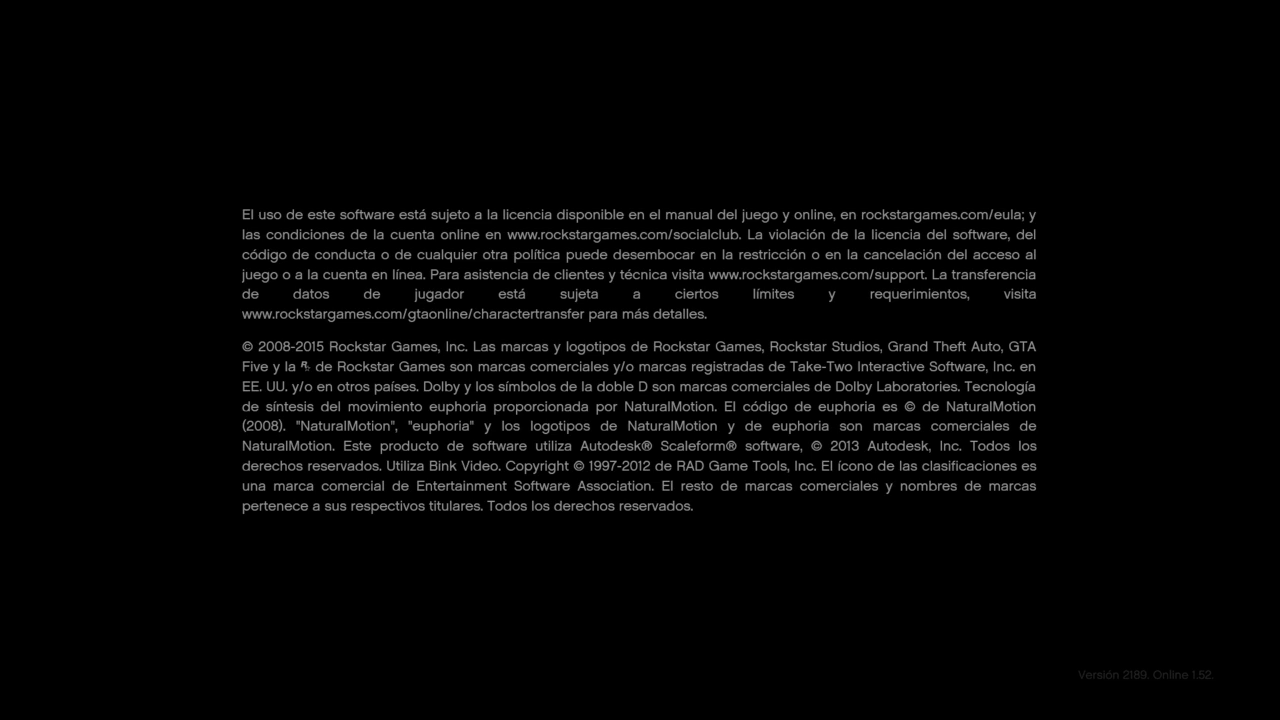 El uso de este software está sujeto a la licencia disponible en el manual del juego y online, en rockstargames.com/eula; y
las condiciones de la cuenta online en www.rockstargames.com/socialclub. La violación de la licencia del software, del
código de conducta o de cualquier otra política puede desembocar en la restricción o en la cancelación del acceso al
juego o a la cuenta en línea. Para asistencia de clientes y técnica visita www.rockstargames.com/support. La transferencia
de datos de jugador está sujeta a ciertos límites y requerimientos, visita
www.rockstargames.com/gtaonline/charactertransfer para más detalles.
© 2008-2015 Rockstar Games, Inc. Las marcas y logotipos de Rockstar Games, Rockstar Studios, Grand Theft Auto, GTA
Five y la R* de Rockstar Games son marcas comerciales y/o marcas registradas de Take-Two Interactive Software, Inc. en
EE. UU. y/o en otros países. Dolby y los símbolos de la doble D son marcas comerciales de Dolby Laboratories. Tecnología
de síntesis del movimiento euphoria proporcionada por NaturalMotion. El código de euphoria es © de NaturalMotion
(2008). "NaturalMotion", "euphoria" y los logotipos de NaturalMotion y de euphoria son marcas comerciales de
NaturalMotion. Este producto de software utiliza Autodesk® Scaleform® software, © 2013 Autodesk, Inc. Todos los
derechos reservados. Utiliza Bink Video. Copyright © 1997-2012 de RAD Game Tools, Inc. El ícono de las clasificaciones es
una marca comercial de Entertainment Software Association. El resto de marcas comerciales y nombres de marcas
pertenece a sus respectivos titulares. Todos los derechos reservados.
Versión 2189. Online 1.52.